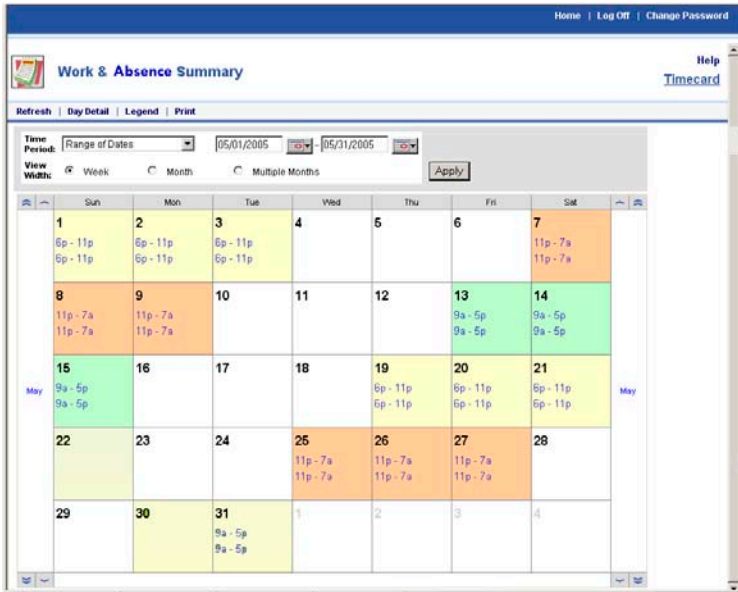 Home | Log Off | Change Password
Work & Absence Summary
Help
Timecard
Refresh | Day Detail | Legend | Print
Time Period: Range of Dates 05/01/2005 - 05/31/2005
View Width: Week Month Multiple Months Apply
Sun Mon Tue Wed Thu Fri Sat
1 2 3 4 5 6 7
6p - 11p 6p - 11p 6p - 11p 11p - 7a
6p - 11p 6p - 11p 6p - 11p 11p - 7a
8 9 10 11 12 13 14
11p - 7a 11p - 7a 9a - 5p 9a - 5p
11p - 7a 11p - 7a 9a - 5p 9a - 5p
15 16 17 18 19 20 21
May 9a - 5p 6p - 11p 6p - 11p 6p - 11p May
9a - 5p 6p - 11p 6p - 11p 6p - 11p
22 23 24 25 26 27 28
11p - 7a 11p - 7a 11p - 7a
11p - 7a 11p - 7a 11p - 7a
29 30 31 1 2 3 4
9a - 5p
9a - 5p